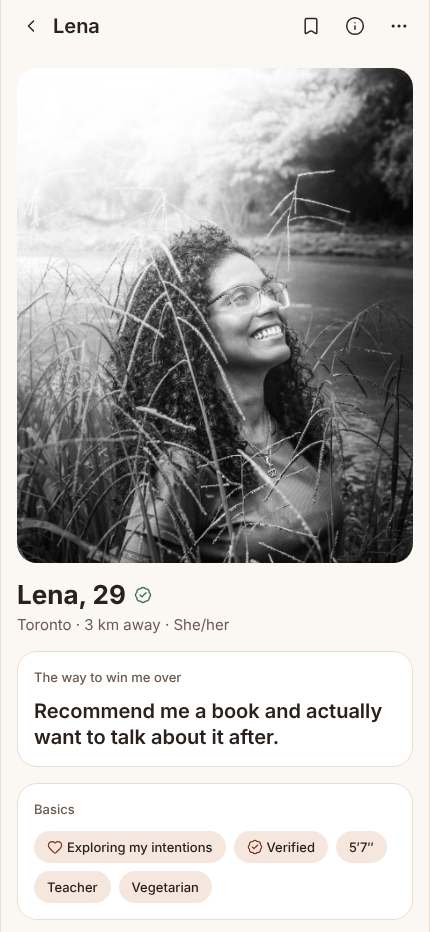 Lena
Lena, 29
Toronto · 3 km away · She/her
The way to win me over
Recommend me a book and actually
want to talk about it after.
Basics
Exploring my intentions
Verified
5′7′′
Teacher
Vegetarian